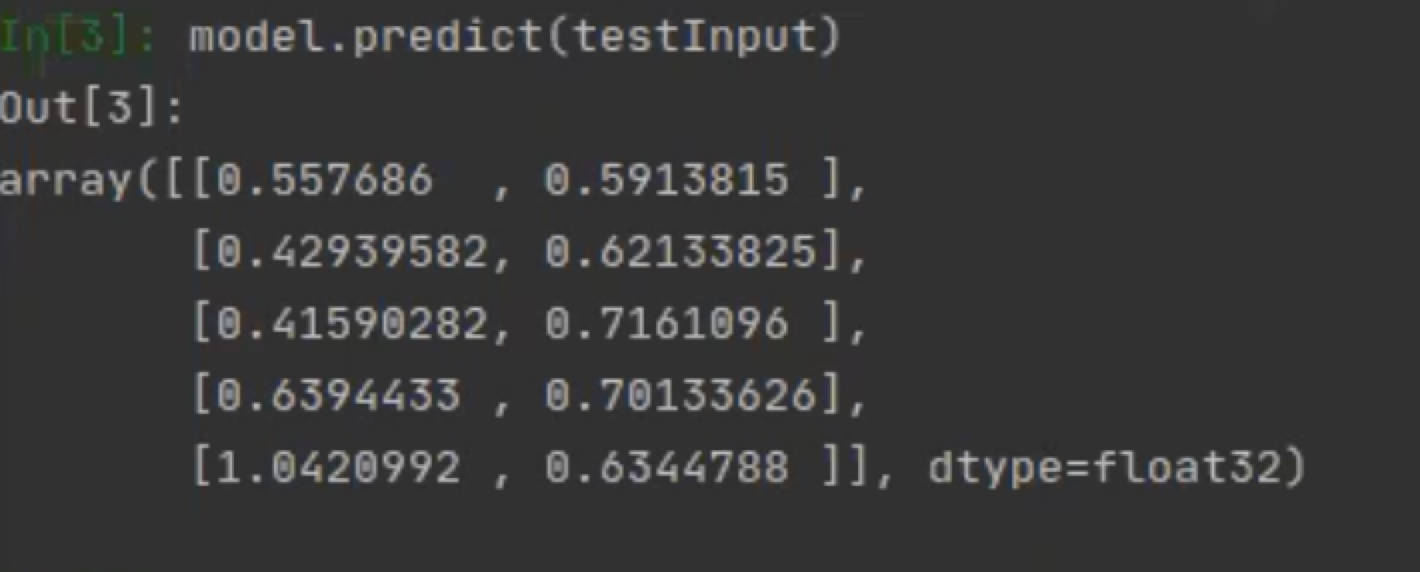 In[3]: model.predict(testInput)
Out[3]:
array([[0.557686  , 0.5913815 ],
       [0.42939582, 0.62133825],
       [0.41590282, 0.7161096 ],
       [0.6394433 , 0.70133626],
       [1.0420992 , 0.6344788 ]], dtype=float32)